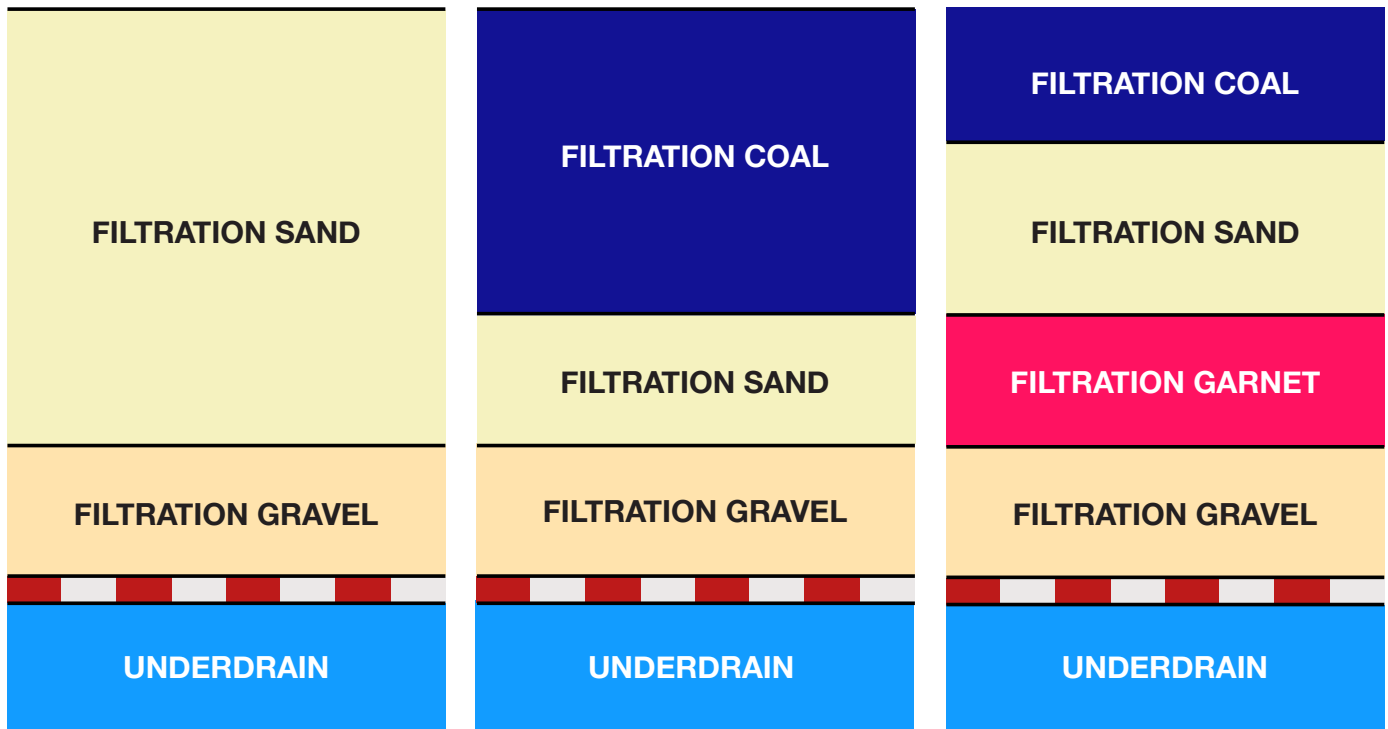 FILTRATION SAND
FILTRATION GRAVEL
UNDERDRAIN
FILTRATION COAL
FILTRATION SAND
FILTRATION GRAVEL
UNDERDRAIN
FILTRATION COAL
FILTRATION SAND
FILTRATION GARNET
FILTRATION GRAVEL
UNDERDRAIN